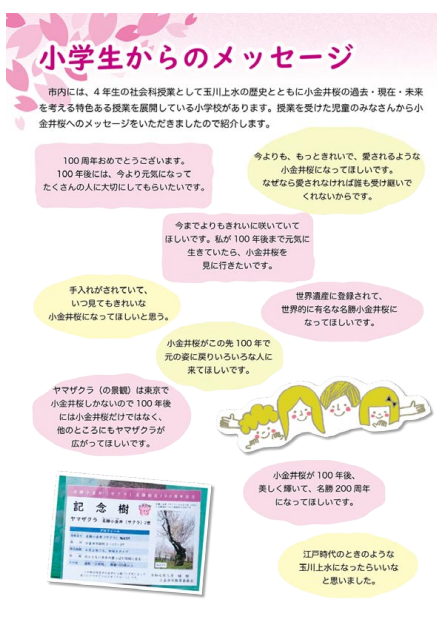 小学生からのメッセージ
市内には、4年生の社会科授業として玉川上水の歴史とともに小金井桜の過去・現在・未来
を考える特色ある授業を展開している小学校があります。授業を受けた児童のみなさんから小
金井桜へのメッセージをいただきましたので紹介します。
100周年おめでとうございます。
100年後には、今より元気になって
たくさんの人に大切にしてもらいたいです。
今よりも、もっときれいで、愛されるような
小金井桜になってほしいです。
なぜなら愛されなければ誰も受け継いで
くれないからです。
今までよりもきれいに咲いていて
ほしいです。私が100年後まで元気に
生きていたら、小金井桜を
見に行きたいです。
手入れがされていて、
いつ見てもきれいな
小金井桜になってほしいと思う。
世界遺産に登録されて、
世界的に有名な名勝小金井桜に
なってほしいです。
小金井桜がこの先100年で
元の姿に戻りいろいろな人に
来てほしいです。
ヤマザクラ（の景観）は東京で
小金井桜しかないので100年後
には小金井桜だけではなく、
他のところにもヤマザクラが
広がってほしいです。
小金井桜が100年後、
美しく輝いて、名勝200周年
になってほしいです。
記念樹
ヤマザクラ
江戸時代のときのような
玉川上水になったらいいな
と思いました。